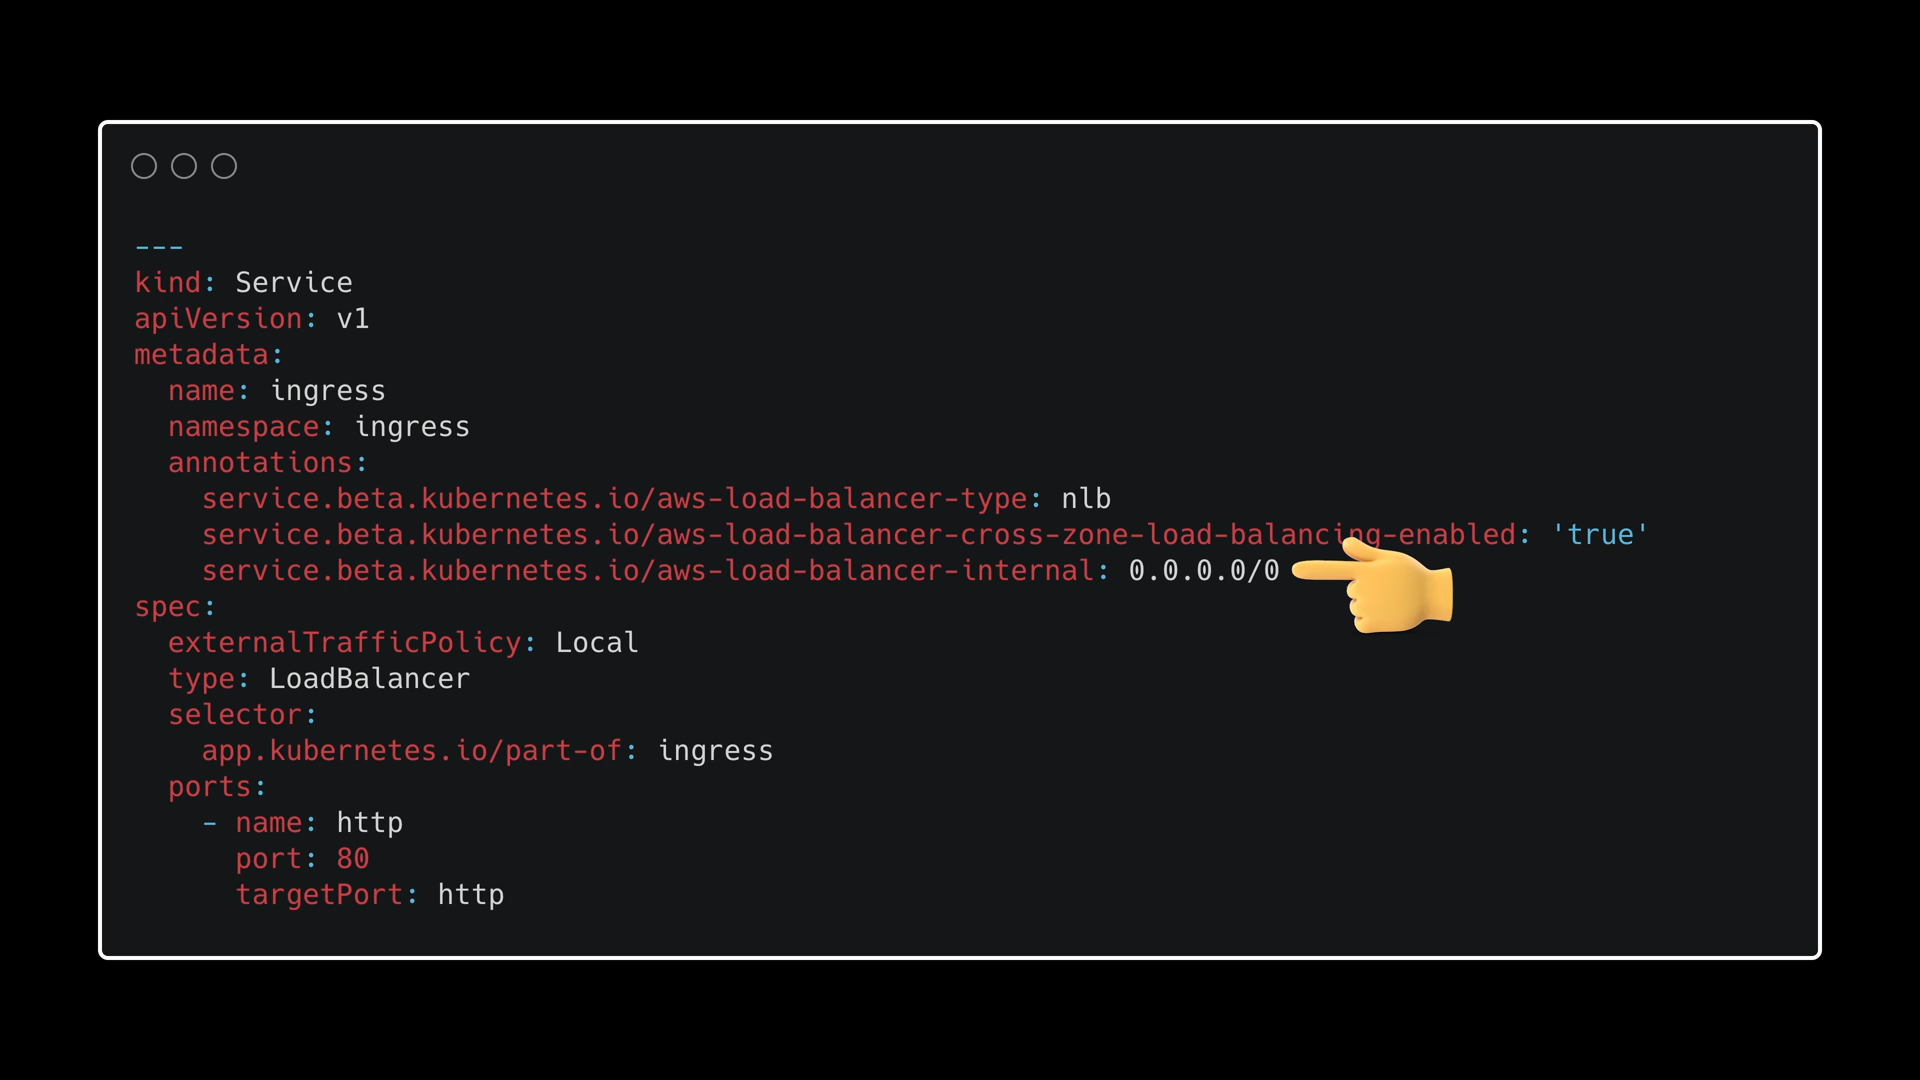 ---
kind: Service
apiVersion: v1
metadata:
  name: ingress
  namespace: ingress
  annotations:
    service.beta.kubernetes.io/aws-load-balancer-type: nlb
    service.beta.kubernetes.io/aws-load-balancer-cross-zone-load-balancing-enabled: 'true'
    service.beta.kubernetes.io/aws-load-balancer-internal: 0.0.0.0/0
spec:
  externalTrafficPolicy: Local
  type: LoadBalancer
  selector:
    app.kubernetes.io/part-of: ingress
  ports:
    - name: http
      port: 80
      targetPort: http